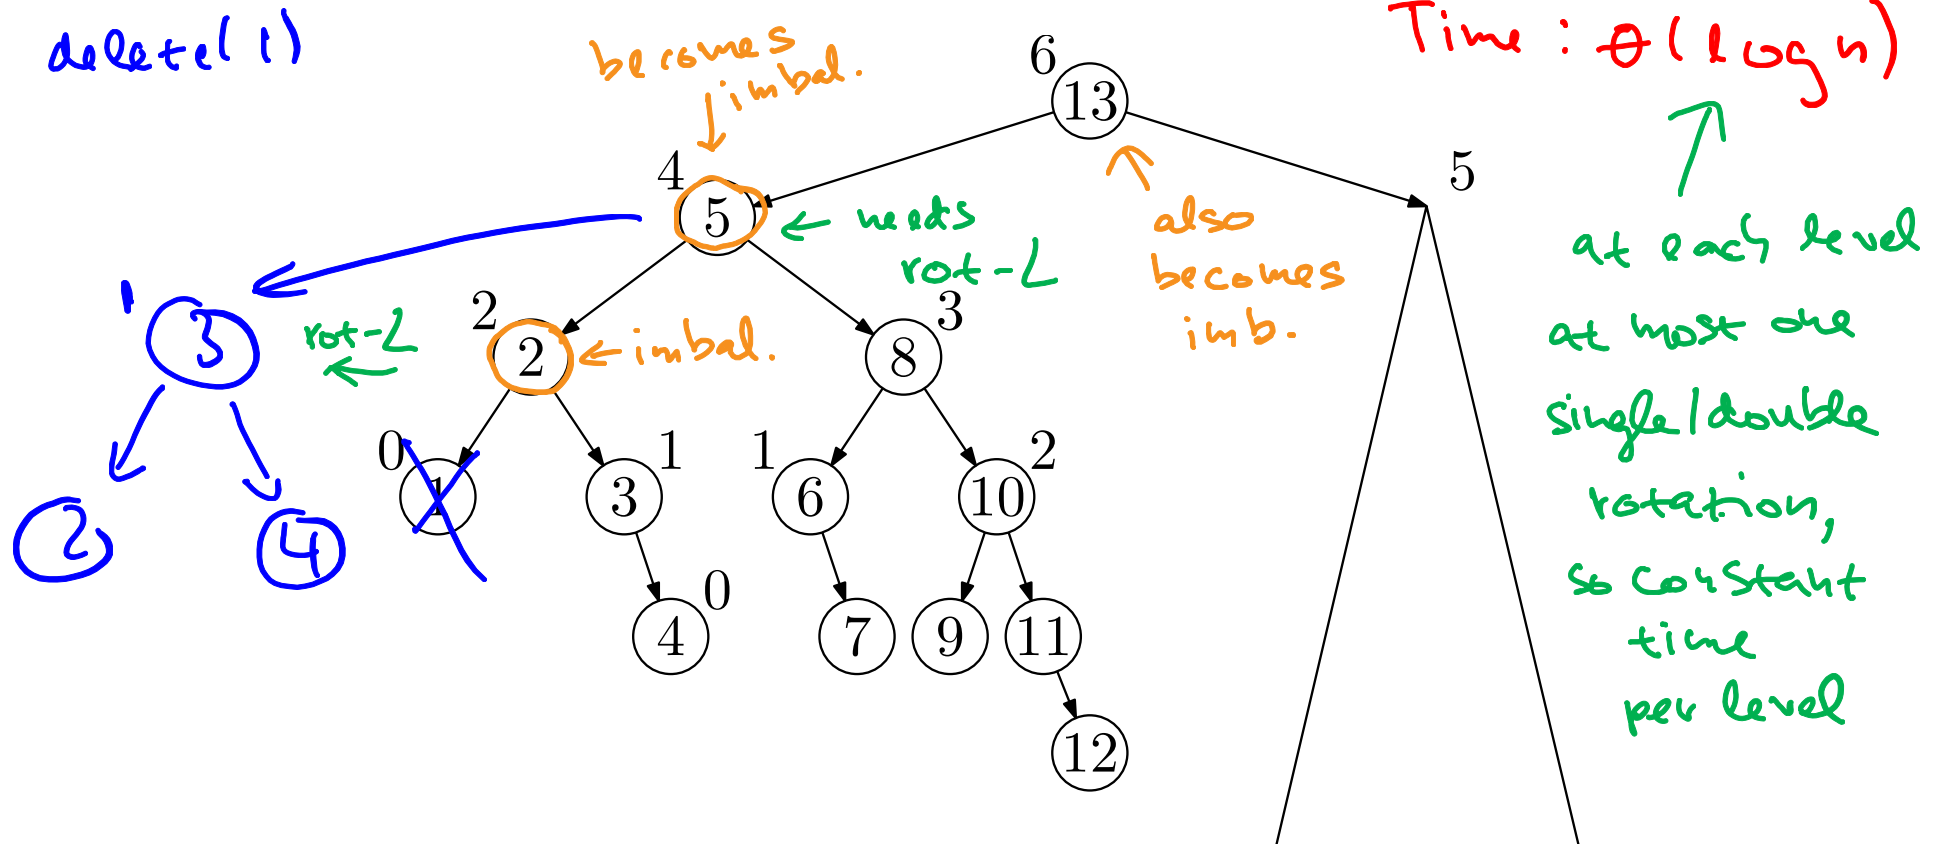 delete(1)
becomes
imbal.
Time : Θ(log n)
6
13
4
5
5
needs
rot-L
also
becomes
imb.
at each level
at most one
single/double
rotation,
so constant
time
per level
1
3
rot-L
2
2
imbal.
3
8
0
1
3
1
1
6
10
2
2
4
4
0
7
9
11
12